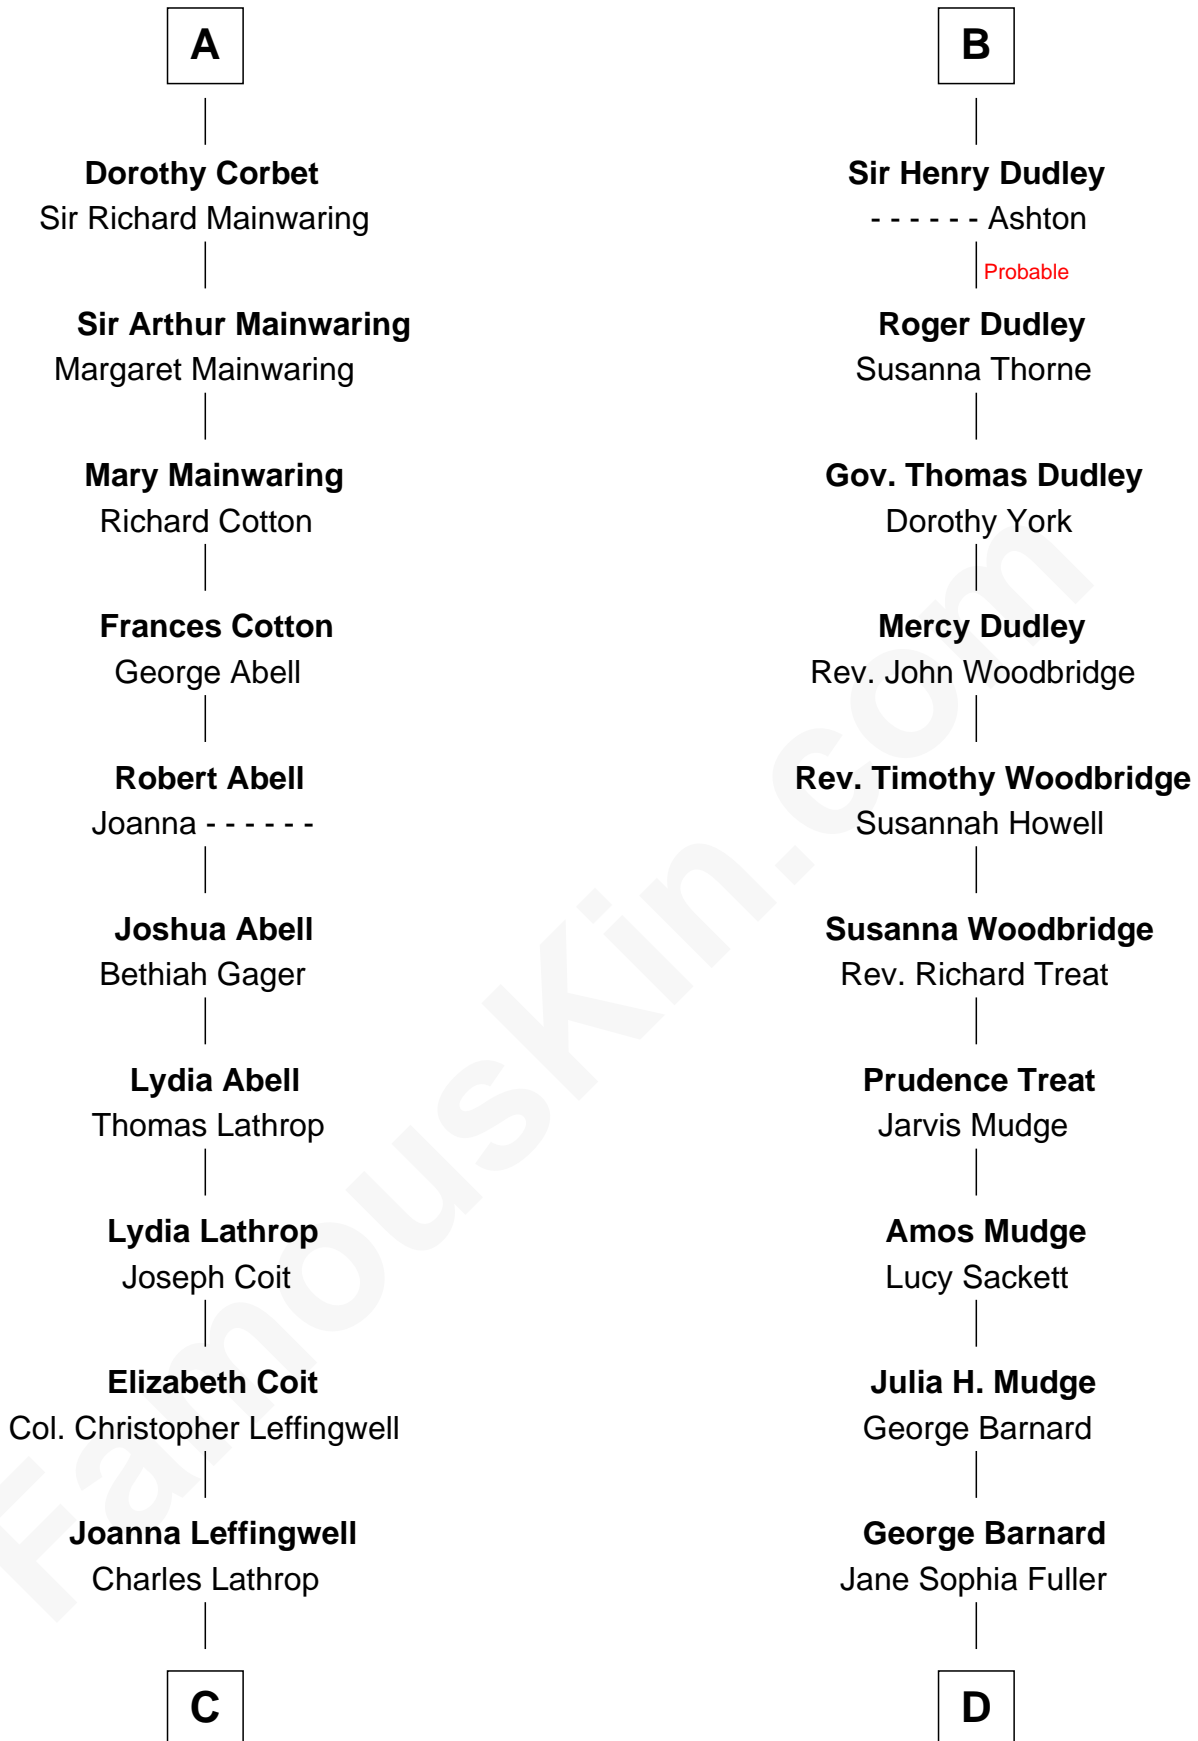 A
Dorothy Corbet
Sir Richard Mainwaring
Sir Arthur Mainwaring
Margaret Mainwaring
Mary Mainwaring
Richard Cotton
Frances Cotton
George Abell
Robert Abell
Joanna - - - - - -
Joshua Abell
Bethiah Gager
Lydia Abell
Thomas Lathrop
Lydia Lathrop
Joseph Coit
Elizabeth Coit
Col. Christopher Leffingwell
Joanna Leffingwell
Charles Lathrop
C
B
Sir Henry Dudley
- - - - - - Ashton
Probable
Roger Dudley
Susanna Thorne
Gov. Thomas Dudley
Dorothy York
Mercy Dudley
Rev. John Woodbridge
Rev. Timothy Woodbridge
Susannah Howell
Susanna Woodbridge
Rev. Richard Treat
Prudence Treat
Jarvis Mudge
Amos Mudge
Lucy Sackett
Julia H. Mudge
George Barnard
George Barnard
Jane Sophia Fuller
D
FamousKin.com